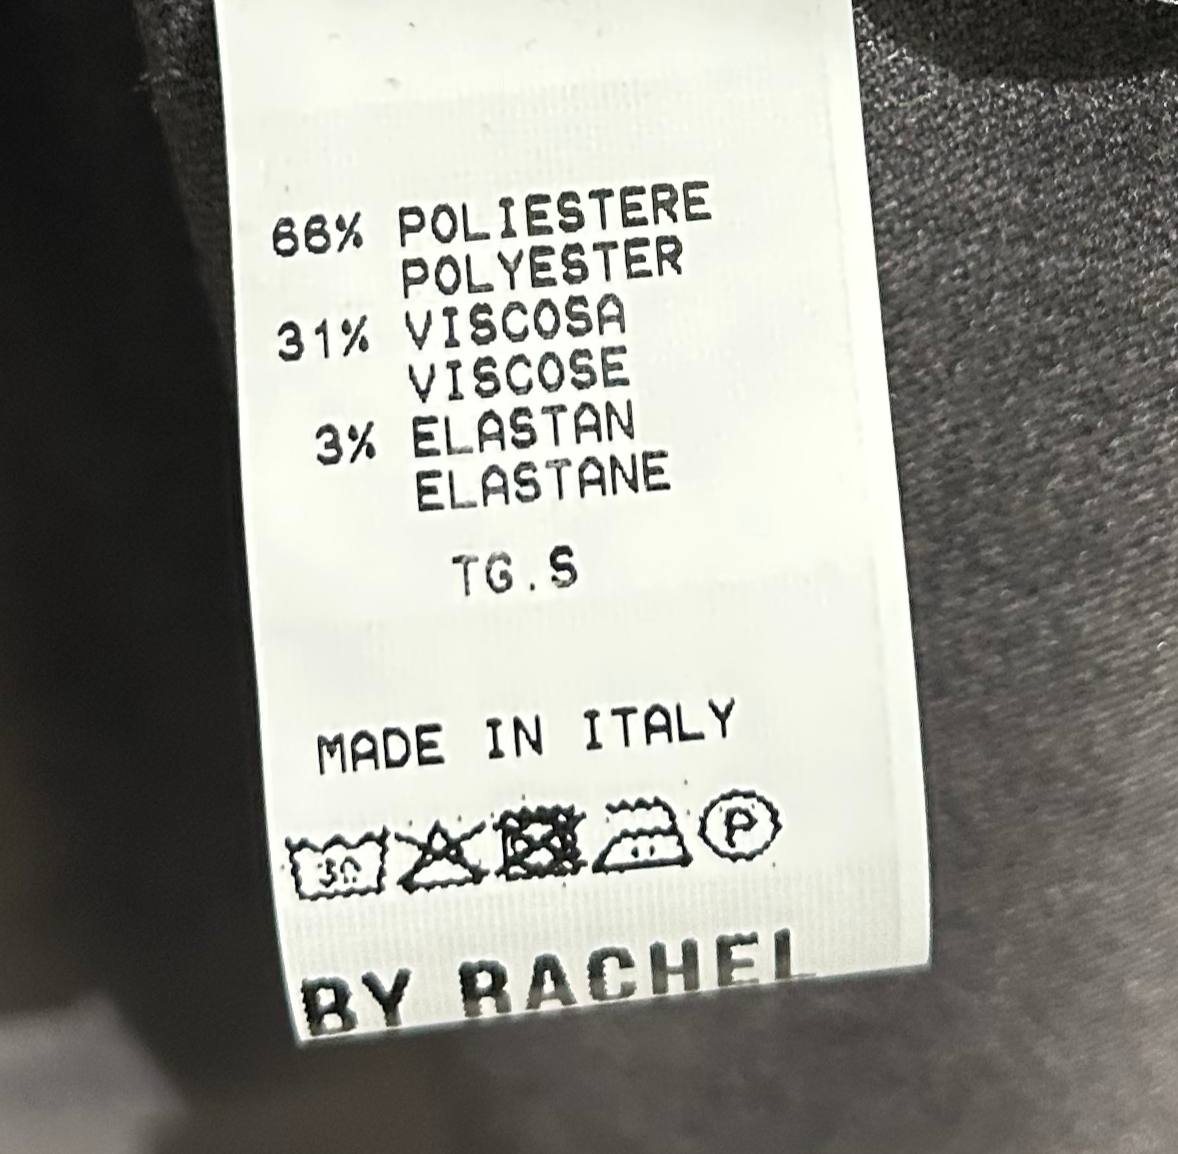 66% POLIESTERE
POLYESTER
31% VISCOSA
VISCOSE
3% ELASTAN
ELASTANE
TG.S
MADE IN ITALY
30 P
BY RACHEL